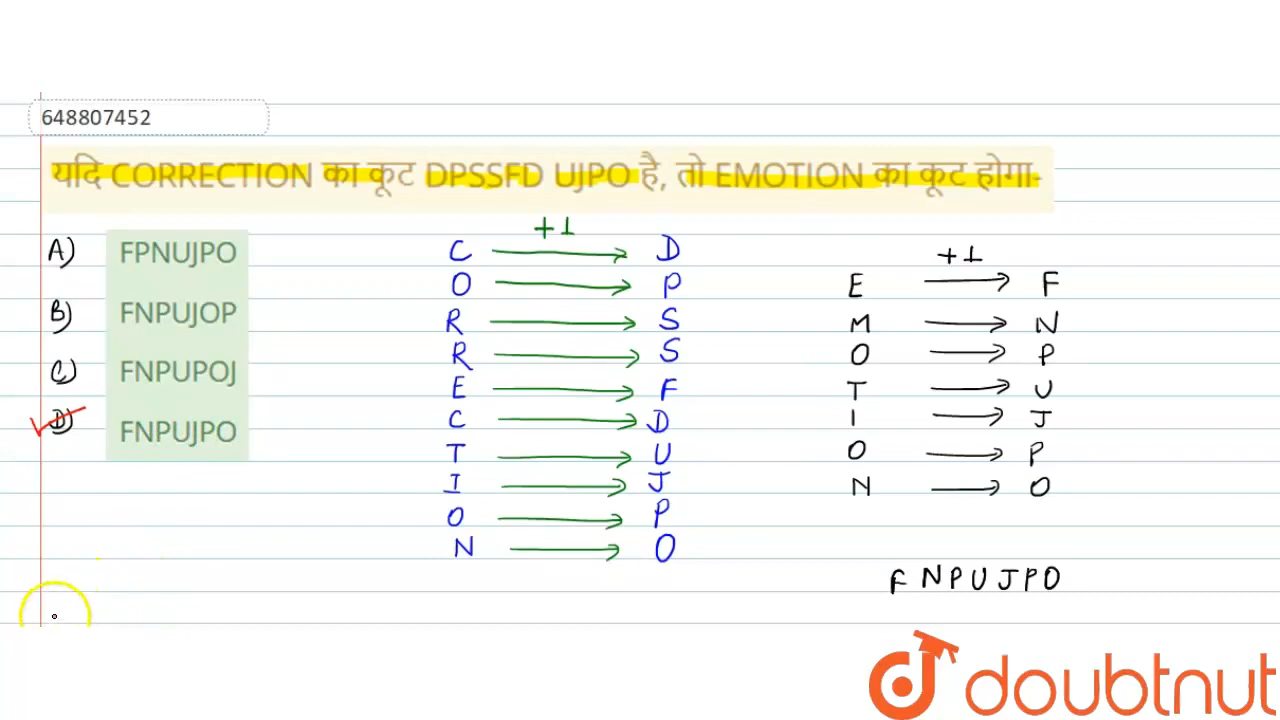 648807452
यदि CORRECTION का कूट DPSSFD UJPO है, तो EMOTION का कूट होगा-
A) FPNUJPO
B) FNPUJOP
C) FNPUPOJ
D) FNPUJPO
+1
C D
O P
R S
R S
E F
C D
T U
I J
O P
N O
+1
E F
M N
O P
T U
I J
O P
N O
FNPUJPO
doubtnut